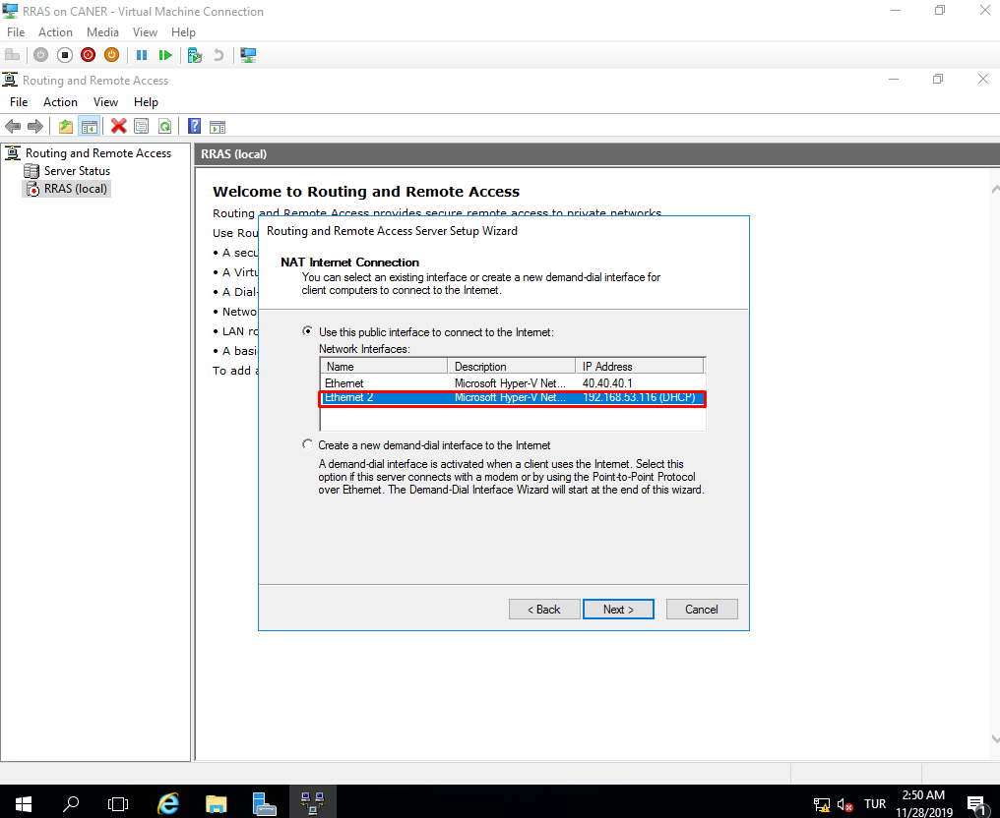 RRAS on CANER - Virtual Machine Connection
File Action Media View Help
Routing and Remote Access
File Action View Help
Routing and Remote Access
Server Status
RRAS (local)
RRAS (local)
Welcome to Routing and Remote Access
Routing and Remote Access provides secure remote access to private networks
Use Rou
• A secu
• A Virtu
• A Dial-
• Netwo
• LAN ro
• A basi
To add a
Routing and Remote Access Server Setup Wizard
NAT Internet Connection
You can select an existing interface or create a new demand-dial interface for
client computers to connect to the Internet.
Use this public interface to connect to the Internet:
Network Interfaces:
Name Description IP Address
Ethernet Microsoft Hyper-V Net... 40.40.40.1
Ethernet 2 Microsoft Hyper-V Net... 192.168.53.116 (DHCP)
Create a new demand-dial interface to the Internet
A demand-dial interface is activated when a client uses the Internet. Select this
option if this server connects with a modem or by using the Point-to-Point Protocol
over Ethernet. The Demand-Dial Interface Wizard will start at the end of this wizard.
< Back Next > Cancel
TUR
2:50 AM
11/28/2019
1